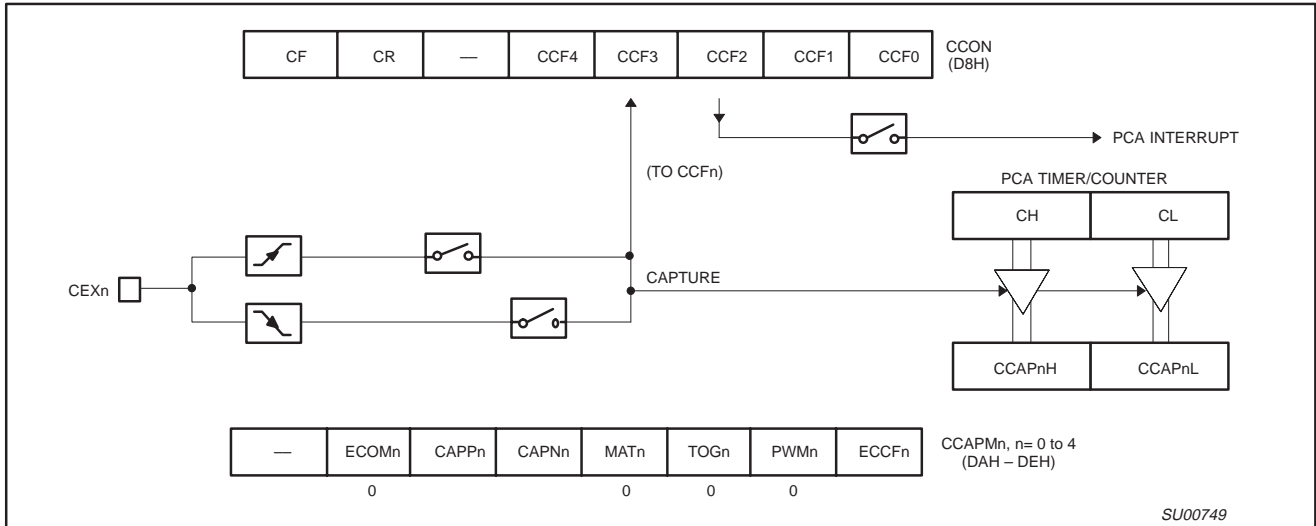 CF CR — CCF4 CCF3 CCF2 CCF1 CCF0 CCON
(D8H)
PCA INTERRUPT
(TO CCFn)
PCA TIMER/COUNTER
CH CL
CEXn
CAPTURE
CCAPnH CCAPnL
— ECOMn CAPPn CAPNn MATn TOGn PWMn ECCFn CCAPMn, n= 0 to 4
(DAH – DEH)
0 0 0 0
SU00749